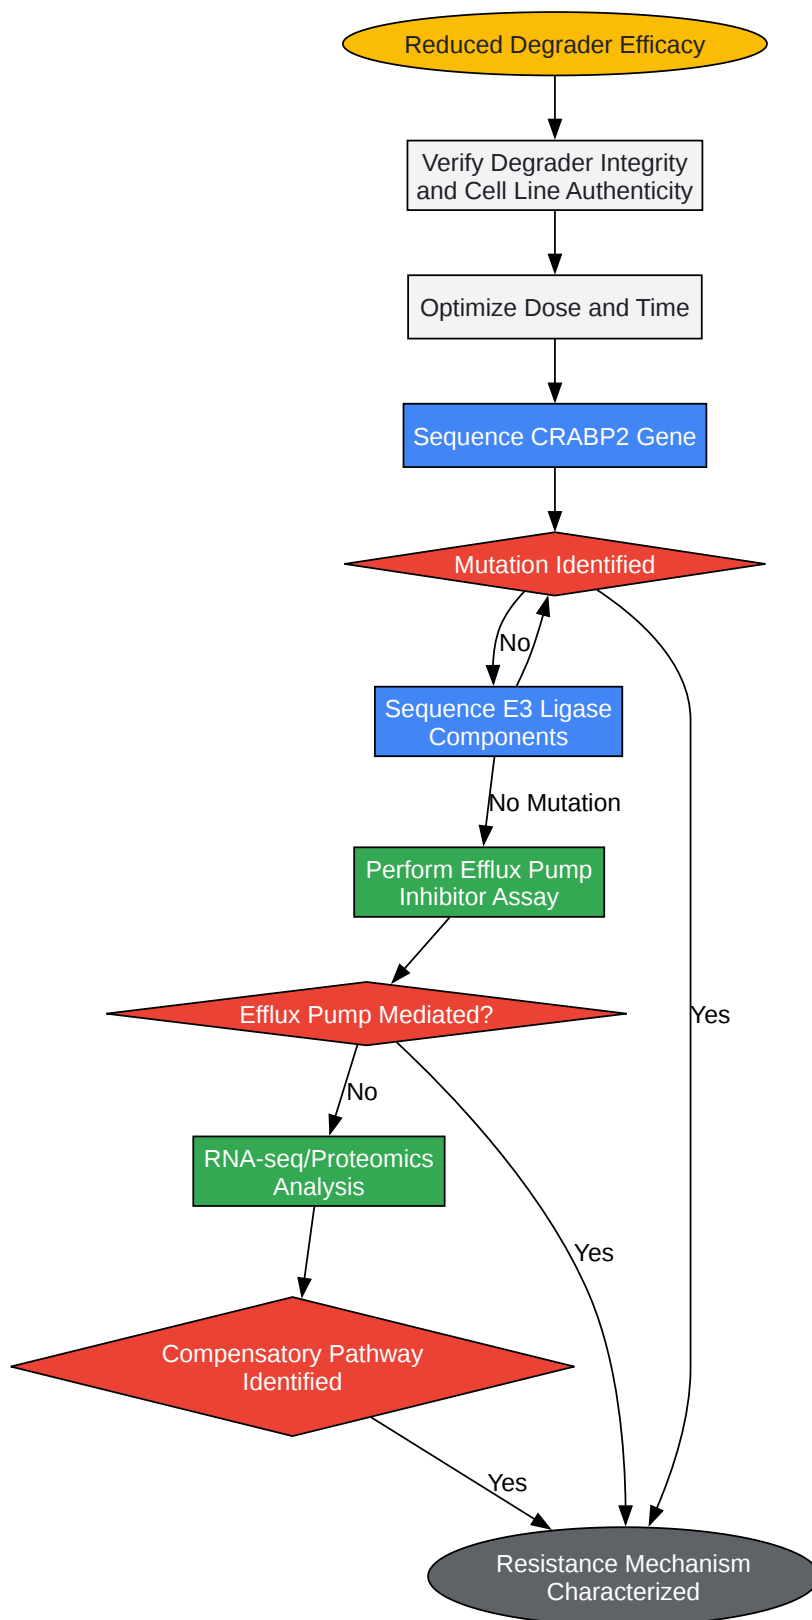 Reduced Degrader Efficacy
Verify Degrader Integrity
and Cell Line Authenticity
Optimize Dose and Time
Sequence CRABP2 Gene
Mutation Identified
No
Sequence E3 Ligase
Components
No Mutation
Perform Efflux Pump
Inhibitor Assay
Efflux Pump Mediated?
Yes
No
RNA-seq/Proteomics
Analysis
Yes
Compensatory Pathway
Identified
Yes
Resistance Mechanism
Characterized